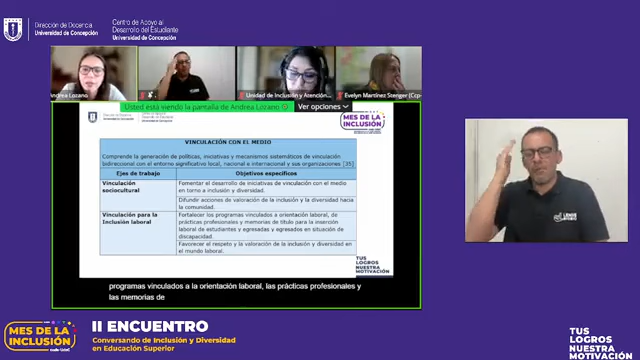 Dirección de Docencia
Universidad de Concepción
Centro de Apoyo al
Desarrollo del Estudiante
Universidad de Concepción
Andrea Lozano
Unidad de Inclusión y Atención...
Evelyn Martínez Stenger (Ccp-
Usted está viendo la pantalla de Andrea Lozano
Ver opciones
MES DE LA
INCLUSIÓN
VINCULACIÓN CON EL MEDIO
Comprende la generación de políticas, iniciativas y mecanismos sistemáticos de vinculación
bidireccional con el entorno significativo local, nacional e internacional y sus organizaciones [35]
Ejes de trabajo
Objetivos específicos
Vinculación
sociocultural
Fomentar el desarrollo de iniciativas de vinculación con el medio
en torno a inclusión y diversidad.
Difundir acciones de valoración de la inclusión y la diversidad hacia
la comunidad.
Vinculación para la
Inclusión laboral
Fortalecer los programas vinculados a orientación laboral, de
prácticas profesionales y memorias de título para la inserción
laboral de estudiantes y egresadas y egresados en situación de
discapacidad.
Favorecer el respeto y la valoración de la inclusión y diversidad en
el mundo laboral.
TUS
LOGROS
NUESTRA
MOTIVACIÓN
programas vinculados a la orientación laboral, las prácticas profesionales y
las memorias de
MES DE LA
INCLUSIÓN
II ENCUENTRO
Conversando de Inclusión y Diversidad
en Educación Superior
TUS
LOGROS
NUESTRA
MOTIVACIÓN